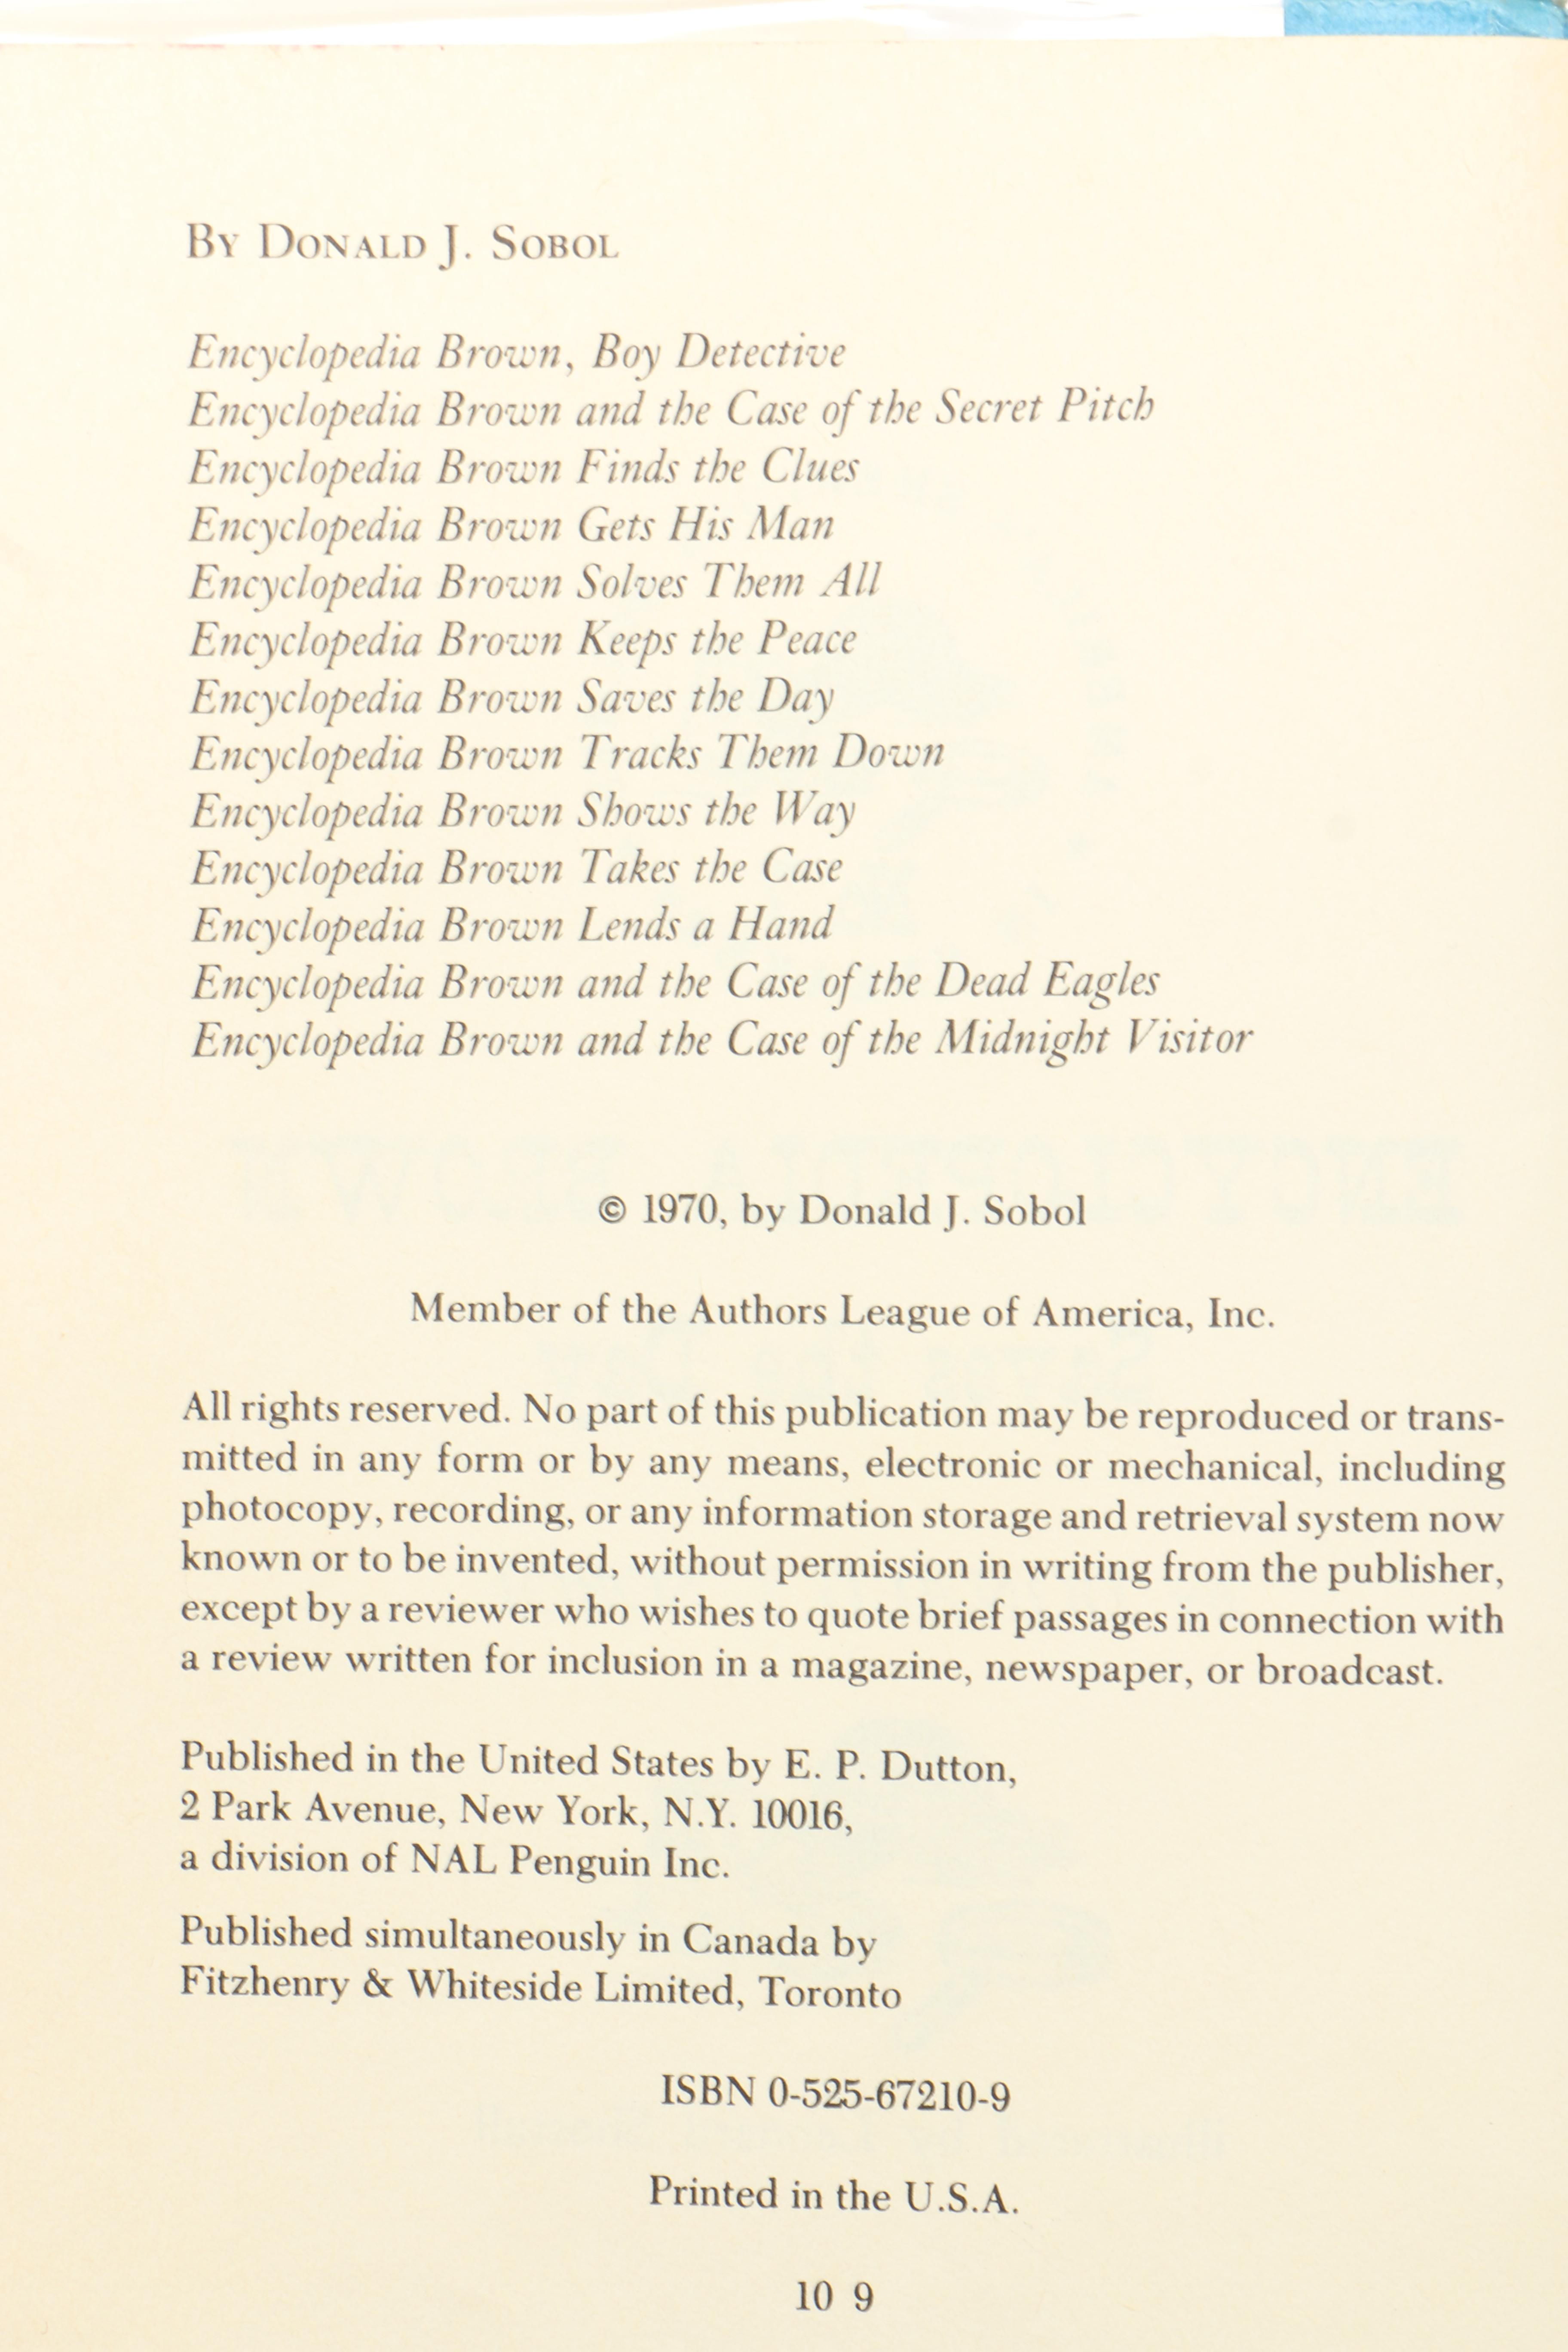 BY DONALD J. SOBOL
Encyclopedia Brown, Boy Detective
Encyclopedia Brown and the Case of the Secret Pitch
Encyclopedia Brown Finds the Clues
Encyclopedia Brown Gets His Man
Encyclopedia Brown Solves Them All
Encyclopedia Brown Keeps the Peace
Encyclopedia Brown Saves the Day
Encyclopedia Brown Tracks Them Down
Encyclopedia Brown Shows the Way
Encyclopedia Brown Takes the Case
Encyclopedia Brown Lends a Hand
Encyclopedia Brown and the Case of the Dead Eagles
Encyclopedia Brown and the Case of the Midnight Visitor
© 1970, by Donald J. Sobol
Member of the Authors League of America, Inc.
All rights reserved. No part of this publication may be reproduced or trans-
mitted in any form or by any means, electronic or mechanical, including
photocopy, recording, or any information storage and retrieval system now
known or to be invented, without permission in writing from the publisher,
except by a reviewer who wishes to quote brief passages in connection with
a review written for inclusion in a magazine, newspaper, or broadcast.
Published in the United States by E. P. Dutton,
2 Park Avenue, New York, N.Y. 10016,
a division of NAL Penguin Inc.
Published simultaneously in Canada by
Fitzhenry & Whiteside Limited, Toronto
ISBN 0-525-67210-9
Printed in the U.S.A.
10 9